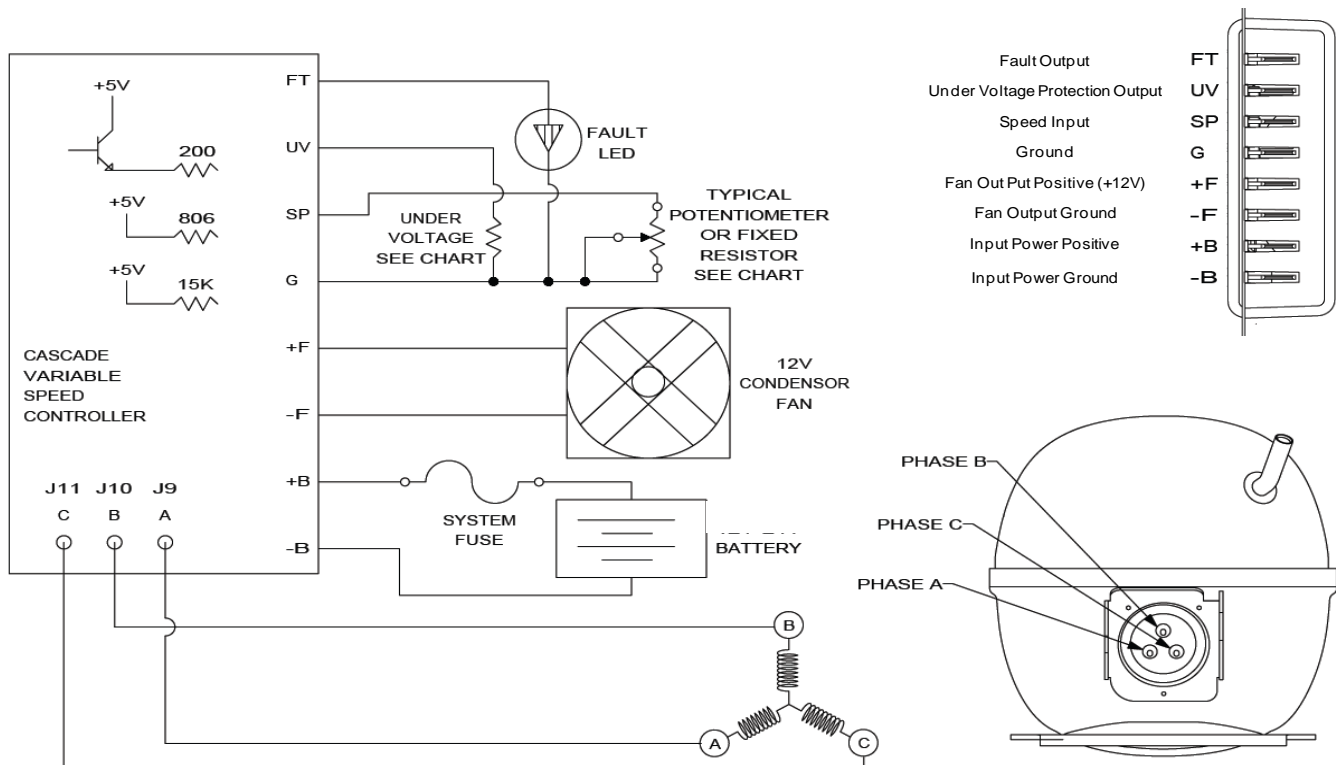 +5V
200
+5V
806
+5V
15K
CASCADE
VARIABLE
SPEED
CONTROLLER
J11 J10 J9
C B A
FT
UV
SP
G
+F
-F
+B
-B
FAULT
LED
UNDER
VOLTAGE
SEE CHART
TYPICAL
POTENTIOMETER
OR FIXED
RESISTOR
SEE CHART
12V
CONDENSOR
FAN
SYSTEM
FUSE
BATTERY
B
A
C
Fault Output FT
Under Voltage Protection Output UV
Speed Input SP
Ground G
Fan Out Put Positive (+12V) +F
Fan Output Ground -F
Input Power Positive +B
Input Power Ground -B
PHASE B
PHASE C
PHASE A